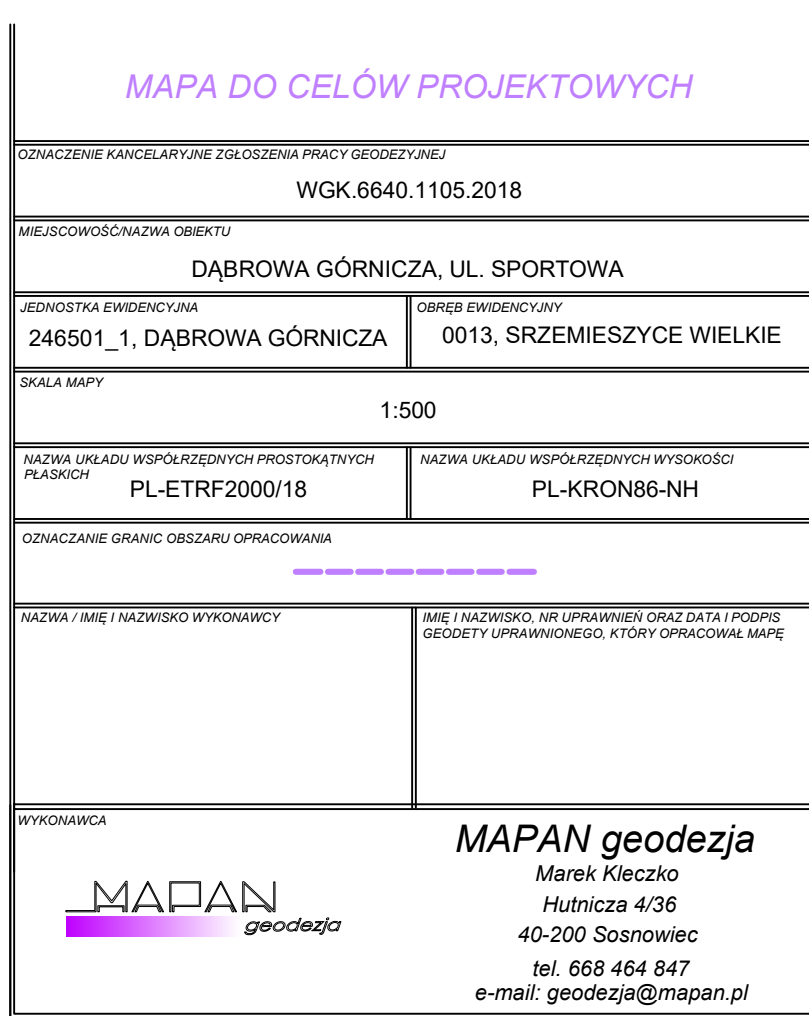 MAPA DO CELÓW PROJEKTOWYCH
OZNACZENIE KANCELARYJNE ZGŁOSZENIA PRACY GEODEZYJNEJ
WGK.6640.1105.2018
MIEJSCOWOŚĆ/NAZWA OBIEKTU
DĄBROWA GÓRNICZA, UL. SPORTOWA
JEDNOSTKA EWIDENCYJNA
246501_1, DĄBROWA GÓRNICZA
OBRĘB EWIDENCYJNY
0013, SRZEMIESZYCE WIELKIE
SKALA MAPY
1:500
NAZWA UKŁADU WSPÓŁRZĘDNYCH PROSTOKĄTNYCH
PŁASKICH
PL-ETRF2000/18
NAZWA UKŁADU WSPÓŁRZĘDNYCH WYSOKOŚCI
PL-KRON86-NH
OZNACZANIE GRANIC OBSZARU OPRACOWANIA
NAZWA / IMIĘ I NAZWISKO WYKONAWCY
IMIĘ I NAZWISKO, NR UPRAWNIEŃ ORAZ DATA I PODPIS
GEODETY UPRAWNIONEGO, KTÓRY OPRACOWAŁ MAPĘ
WYKONAWCA
MAPAN
geodezja
MAPAN geodezja
Marek Kleczko
Hutnicza 4/36
40-200 Sosnowiec
tel. 668 464 847
e-mail: geodezja@mapan.pl